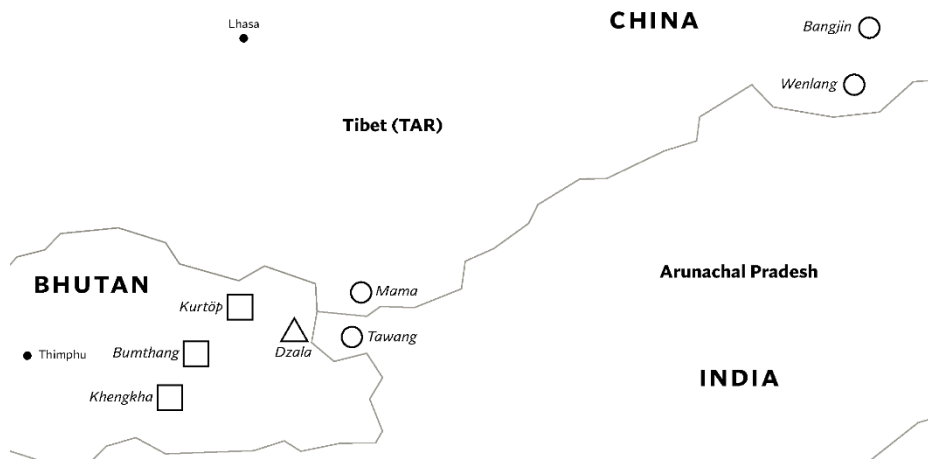 Lhasa
CHINA
Bangjin
Wenlang
Tibet (TAR)
Arunachal Pradesh
BHUTAN
Mama
Kurtöp
Tawang
Dzala
Thimphu
Bumthang
INDIA
Khengkha